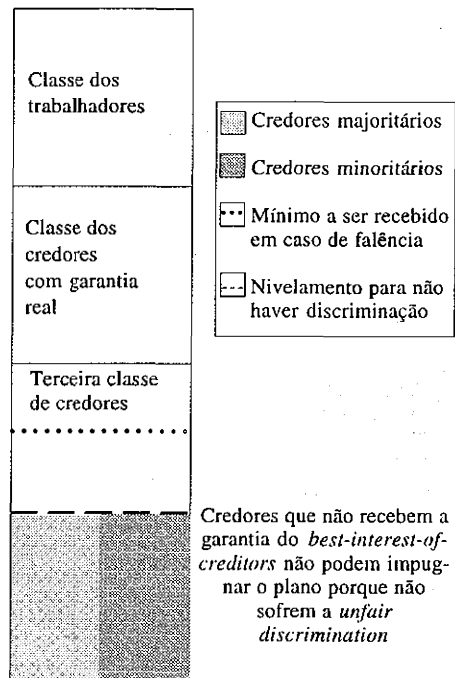 Classe dos
trabalhadores
Classe dos
credores
com garantia
real
Terceira classe
de credores
Credores majoritários
Credores minoritários
Mínimo a ser recebido
em caso de falência
Nivelamento para não
haver discriminação
Credores que não recebem a
garantia do best-interest-of-
creditors não podem impug-
nar o plano porque não
sofrem a unfair
discrimination